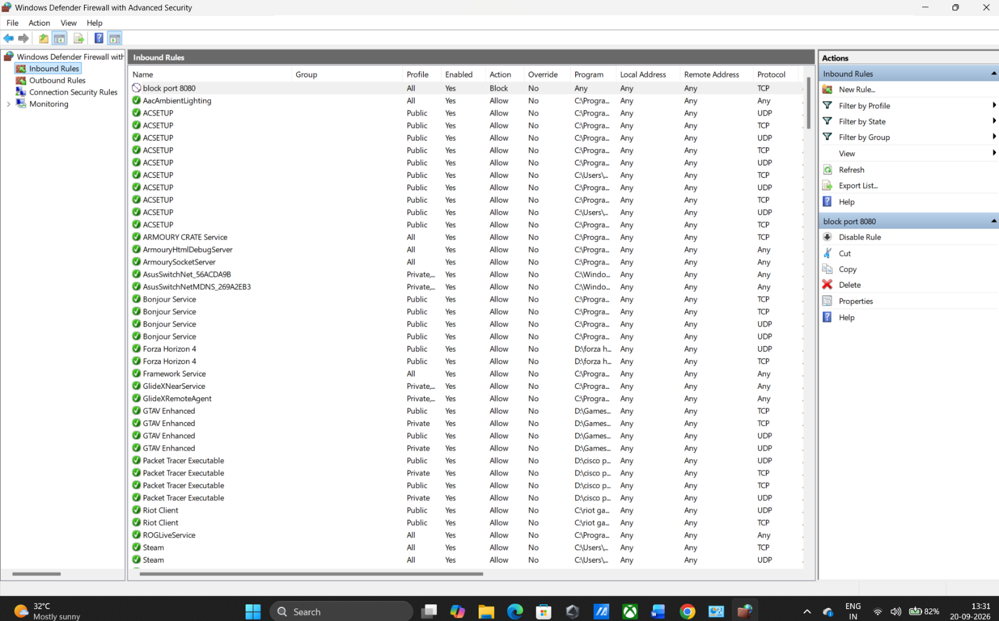 Windows Defender Firewall with Advanced Security
File Action View Help
Windows Defender Firewall with
Inbound Rules
Outbound Rules
Connection Security Rules
Monitoring
Inbound Rules
Name Group Profile Enabled Action Override Program Local Address Remote Address Protocol
block port 8080 All Yes Block No Any Any Any TCP
AacAmbientLighting All Yes Allow No C:\Progra... Any Any Any
ACSETUP Public Yes Allow No C:\Progra... Any Any UDP
ACSETUP Public Yes Allow No C:\Progra... Any Any TCP
ACSETUP Public Yes Allow No C:\Progra... Any Any UDP
ACSETUP Public Yes Allow No C:\Progra... Any Any TCP
ACSETUP Public Yes Allow No C:\Progra... Any Any UDP
ACSETUP Public Yes Allow No C:\Users\... Any Any TCP
ACSETUP Public Yes Allow No C:\Progra... Any Any UDP
ACSETUP Public Yes Allow No C:\Progra... Any Any TCP
ACSETUP Public Yes Allow No C:\Users\... Any Any UDP
ACSETUP Public Yes Allow No C:\Progra... Any Any TCP
ARMOURY CRATE Service All Yes Allow No C:\Progra... Any Any TCP
ArmouryHtmlDebugServer All Yes Allow No C:\Progra... Any Any Any
ArmourySocketServer All Yes Allow No C:\Progra... Any Any Any
AsusSwitchNet_56ACDA9B Private,... Yes Allow No C:\Windo... Any Any Any
AsusSwitchNetMDNS_269A2EB3 Private,... Yes Allow No C:\Windo... Any Any Any
Bonjour Service Public Yes Allow No C:\Progra... Any Any TCP
Bonjour Service Public Yes Allow No C:\Progra... Any Any TCP
Bonjour Service Public Yes Allow No C:\Progra... Any Any UDP
Bonjour Service Public Yes Allow No C:\Progra... Any Any UDP
Forza Horizon 4 Public Yes Allow No D:\forza h... Any Any UDP
Forza Horizon 4 Public Yes Allow No D:\forza h... Any Any TCP
Framework Service All Yes Allow No C:\Progra... Any Any Any
GlideXNearService Private,... Yes Allow No C:\Progra... Any Any Any
GlideXRemoteAgent Private,... Yes Allow No C:\Progra... Any Any Any
GTAV Enhanced Public Yes Allow No D:\Games... Any Any TCP
GTAV Enhanced Private Yes Allow No D:\Games... Any Any TCP
GTAV Enhanced Public Yes Allow No D:\Games... Any Any UDP
GTAV Enhanced Private Yes Allow No D:\Games... Any Any UDP
Packet Tracer Executable Public Yes Allow No D:\cisco p... Any Any UDP
Packet Tracer Executable Private Yes Allow No D:\cisco p... Any Any TCP
Packet Tracer Executable Public Yes Allow No D:\cisco p... Any Any TCP
Packet Tracer Executable Private Yes Allow No D:\cisco p... Any Any UDP
Riot Client Public Yes Allow No C:\riot ga... Any Any UDP
Riot Client Public Yes Allow No C:\riot ga... Any Any TCP
ROGLiveService All Yes Allow No C:\Progra... Any Any Any
Steam All Yes Allow No C:\Users\... Any Any TCP
Steam All Yes Allow No C:\Users\... Any Any UDP
Actions
Inbound Rules
New Rule...
Filter by Profile
Filter by State
Filter by Group
View
Refresh
Export List...
Help
block port 8080
Disable Rule
Cut
Copy
Delete
Properties
Help
32°C
Mostly sunny
Search
ENG
IN
82%
13:31
20-09-2026